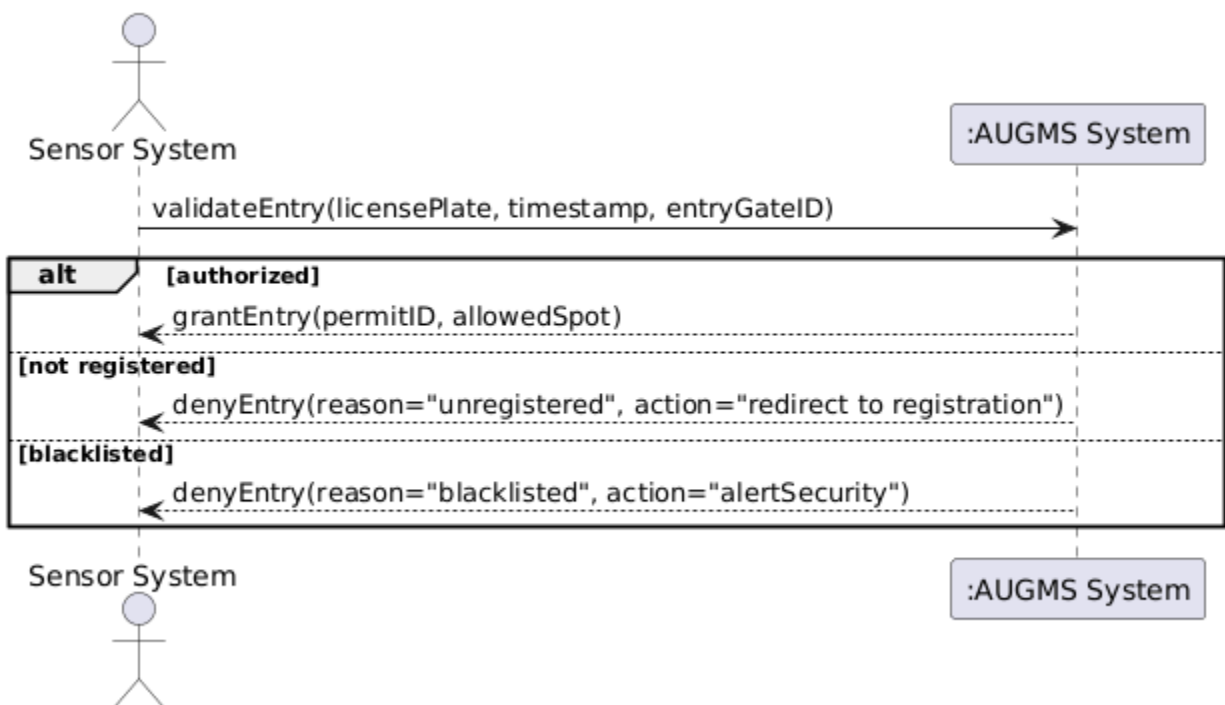 Sensor System
:AUGMS System
validateEntry(licensePlate, timestamp, entryGateID)
alt
[authorized]
grantEntry(permitID, allowedSpot)
[not registered]
denyEntry(reason="unregistered", action="redirect to registration")
[blacklisted]
denyEntry(reason="blacklisted", action="alertSecurity")
Sensor System
:AUGMS System